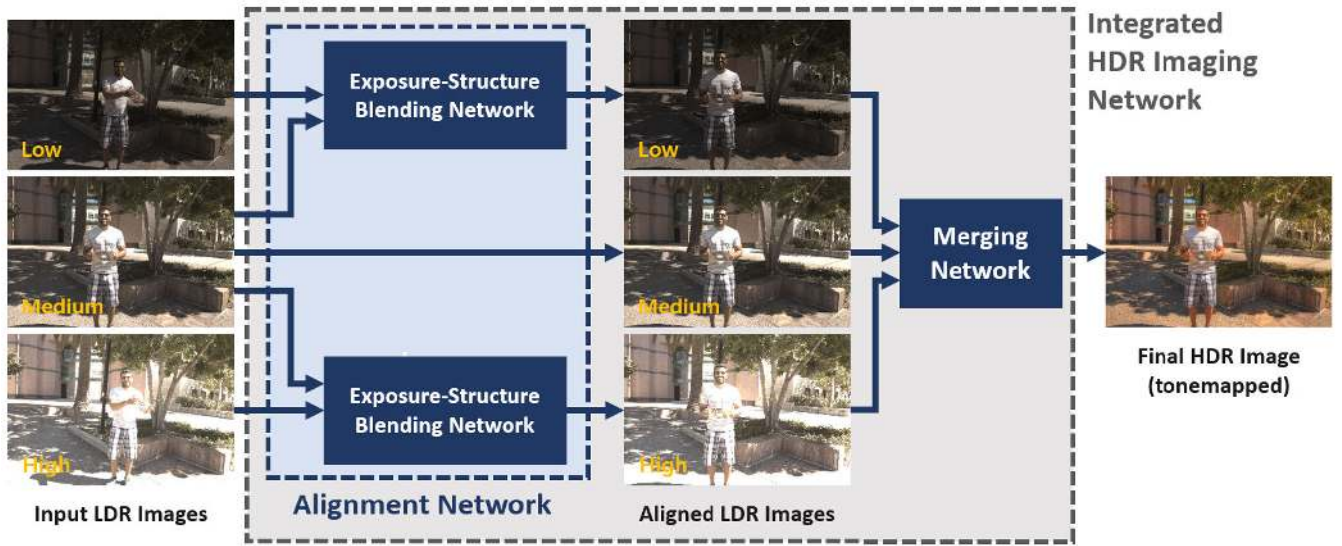 Integrated
HDR Imaging
Network
Low
Medium
High
Input LDR Images
Exposure-Structure
Blending Network
Exposure-Structure
Blending Network
Alignment Network
Low
Medium
High
Aligned LDR Images
Merging
Network
Final HDR Image
(tonemapped)